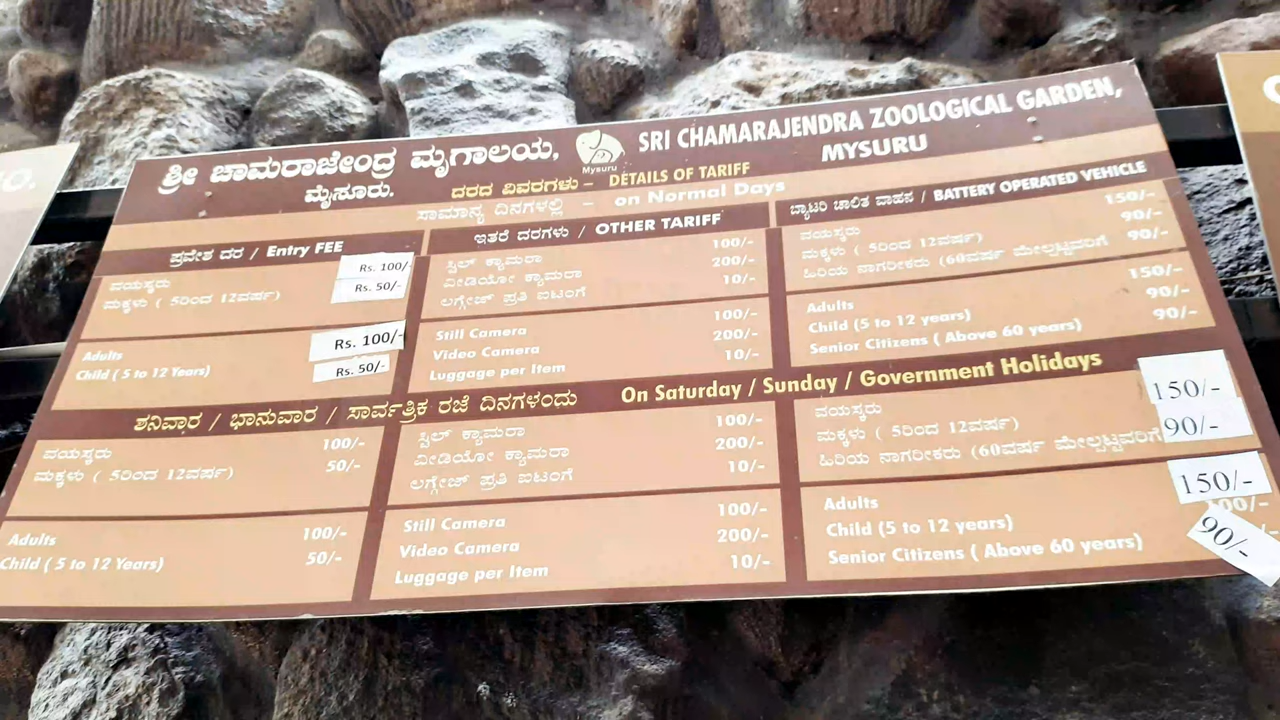 ಶ್ರೀ ಚಾಮರಾಜೇಂದ್ರ ಮೃಗಾಲಯ,
ಮೈಸೂರು.
Mysuru
SRI CHAMARAJENDRA ZOOLOGICAL GARDEN,
MYSURU
ದರದ ವಿವರಗಳು - DETAILS OF TARIFF
ಸಾಮಾನ್ಯ ದಿನಗಳಲ್ಲಿ - on Normal Days
ಪ್ರವೇಶ ದರ / Entry FEE
ವಯಸ್ಕರು Rs. 100/-
ಮಕ್ಕಳು ( 5ರಿಂದ 12ವರ್ಷ) Rs. 50/-
Adults Rs. 100/-
Child ( 5 to 12 Years) Rs. 50/-
ಇತರೆ ದರಗಳು / OTHER TARIFF
ಸ್ಟಿಲ್ ಕ್ಯಾಮರಾ 100/-
ವೀಡಿಯೋ ಕ್ಯಾಮರಾ 200/-
ಲಗ್ಗೇಜ್ ಪ್ರತಿ ಐಟಂಗೆ 10/-
Still Camera 100/-
Video Camera 200/-
Luggage per Item 10/-
ಬ್ಯಾಟರಿ ಚಾಲಿತ ವಾಹನ / BATTERY OPERATED VEHICLE
ವಯಸ್ಕರು 150/-
ಮಕ್ಕಳು ( 5ರಿಂದ 12ವರ್ಷ) 90/-
ಹಿರಿಯ ನಾಗರೀಕರು (60ವರ್ಷ ಮೇಲ್ಪಟ್ಟವರಿಗೆ 90/-
Adults 150/-
Child (5 to 12 years) 90/-
Senior Citizens ( Above 60 years) 90/-
ಶನಿವಾರ / ಭಾನುವಾರ / ಸಾರ್ವತ್ರಿಕ ರಜೆ ದಿನಗಳಂದು On Saturday / Sunday / Government Holidays
ವಯಸ್ಕರು 100/-
ಮಕ್ಕಳು ( 5ರಿಂದ 12ವರ್ಷ) 50/-
Adults 100/-
Child ( 5 to 12 Years) 50/-
ಸ್ಟಿಲ್ ಕ್ಯಾಮರಾ 100/-
ವೀಡಿಯೋ ಕ್ಯಾಮರಾ 200/-
ಲಗ್ಗೇಜ್ ಪ್ರತಿ ಐಟಂಗೆ 10/-
Still Camera 100/-
Video Camera 200/-
Luggage per Item 10/-
ವಯಸ್ಕರು 150/-
ಮಕ್ಕಳು ( 5ರಿಂದ 12ವರ್ಷ) 90/-
ಹಿರಿಯ ನಾಗರೀಕರು (60ವರ್ಷ ಮೇಲ್ಪಟ್ಟವರಿಗೆ
Adults 150/-
Child (5 to 12 years) 100/-
Senior Citizens ( Above 60 years) 90/-